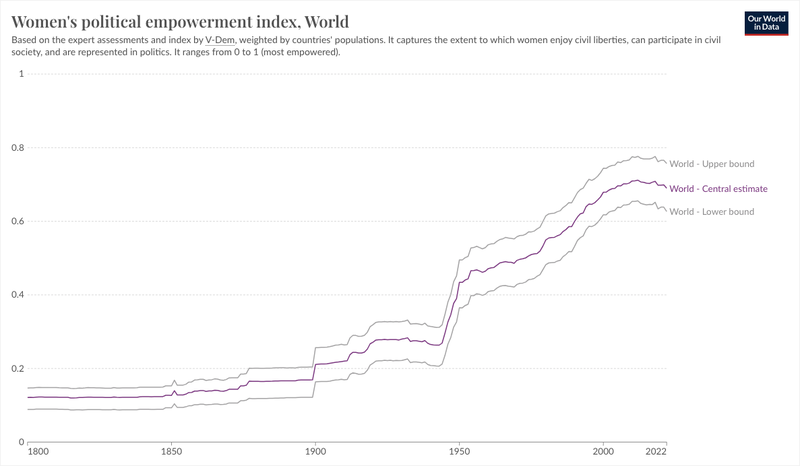 Women's political empowerment index, World
Our World
in Data
Based on the expert assessments and index by V-Dem, weighted by countries' populations. It captures the extent to which women enjoy civil liberties, can participate in civil
society, and are represented in politics. It ranges from 0 to 1 (most empowered).
1
0.8
World - Upper bound
World - Central estimate
0.6
World - Lower bound
0.4
0.2
0
1800 1850 1900 1950 2000 2022